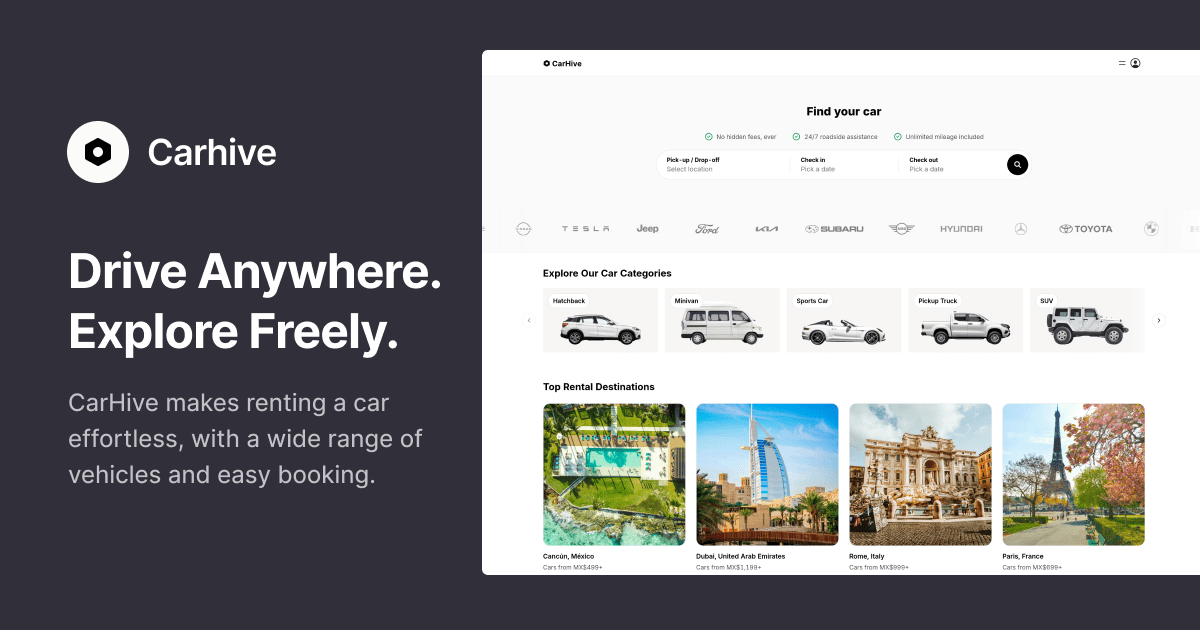 Carhive
Drive Anywhere.
Explore Freely.
CarHive makes renting a car
effortless, with a wide range of
vehicles and easy booking.
CarHive
Find your car
No hidden fees, ever
24/7 roadside assistance
Unlimited mileage included
Pick-up / Drop-off
Select location
Check in
Pick a date
Check out
Pick a date
TESLA
Jeep
Ford
KIA
SUBARU
MINI
HYUNDAI
TOYOTA
Explore Our Car Categories
Hatchback
Minivan
Sports Car
Pickup Truck
SUV
Top Rental Destinations
Cancún, México
Cars from MX$499+
Dubai, United Arab Emirates
Cars from MX$1,199+
Rome, Italy
Cars from MX$999+
Paris, France
Cars from MX$699+